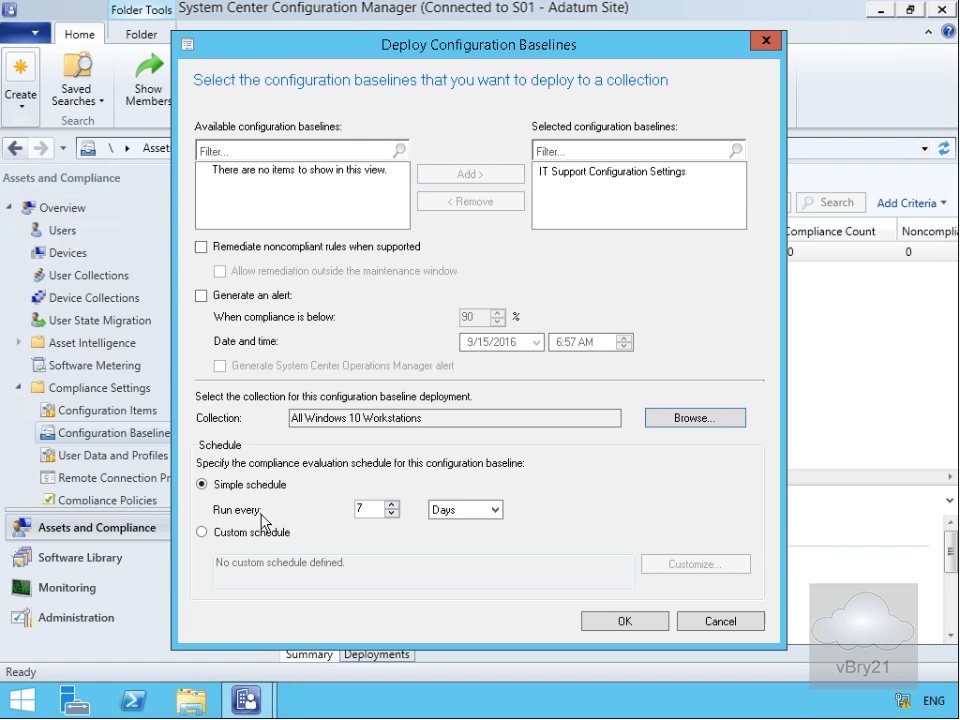 Folder Tools System Center Configuration Manager (Connected to S01 - Adatum Site)
Home Folder
Deploy Configuration Baselines
Create
Saved Searches
Show Members
Search
\ Asset
Select the configuration baselines that you want to deploy to a collection
Available configuration baselines:
Filter...
There are no items to show in this view.
Add >
< Remove
Selected configuration baselines:
Filter...
IT Support Configuration Settings
Remediate noncompliant rules when supported
Allow remediation outside the maintenance window
Generate an alert:
When compliance is below: 90 %
Date and time: 9/15/2016 6:57 AM
Generate System Center Operations Manager alert
Select the collection for this configuration baseline deployment.
Collection: All Windows 10 Workstations Browse...
Schedule
Specify the compliance evaluation schedule for this configuration baseline:
Simple schedule
Run every: 7 Days
Custom schedule
No custom schedule defined. Customize...
OK Cancel
Assets and Compliance
Overview
Users
Devices
User Collections
Device Collections
User State Migration
Asset Intelligence
Software Metering
Compliance Settings
Configuration Items
Configuration Baseline
User Data and Profiles
Remote Connection Pr
Compliance Policies
Assets and Compliance
Software Library
Monitoring
Administration
Search Add Criteria
Compliance Count Noncompli
0 0
Summary Deployments
vBry21
Ready
ENG